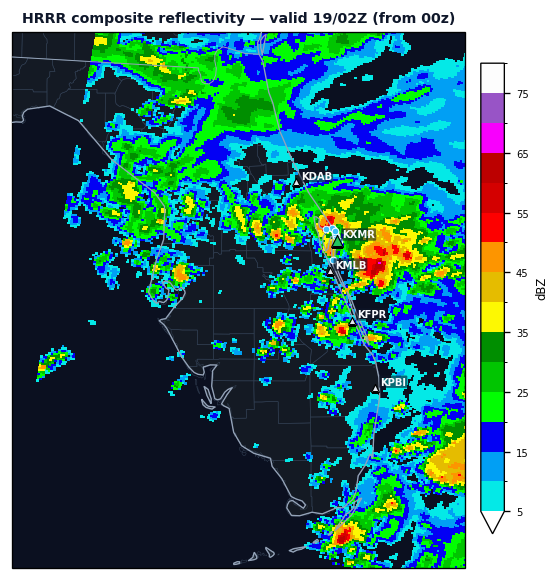 HRRR composite reflectivity — valid 19/02Z (from 00z)
KDAB
KXMR
KMLB
KFPR
KPBI
75
65
55
45
35
25
15
5
dBZ